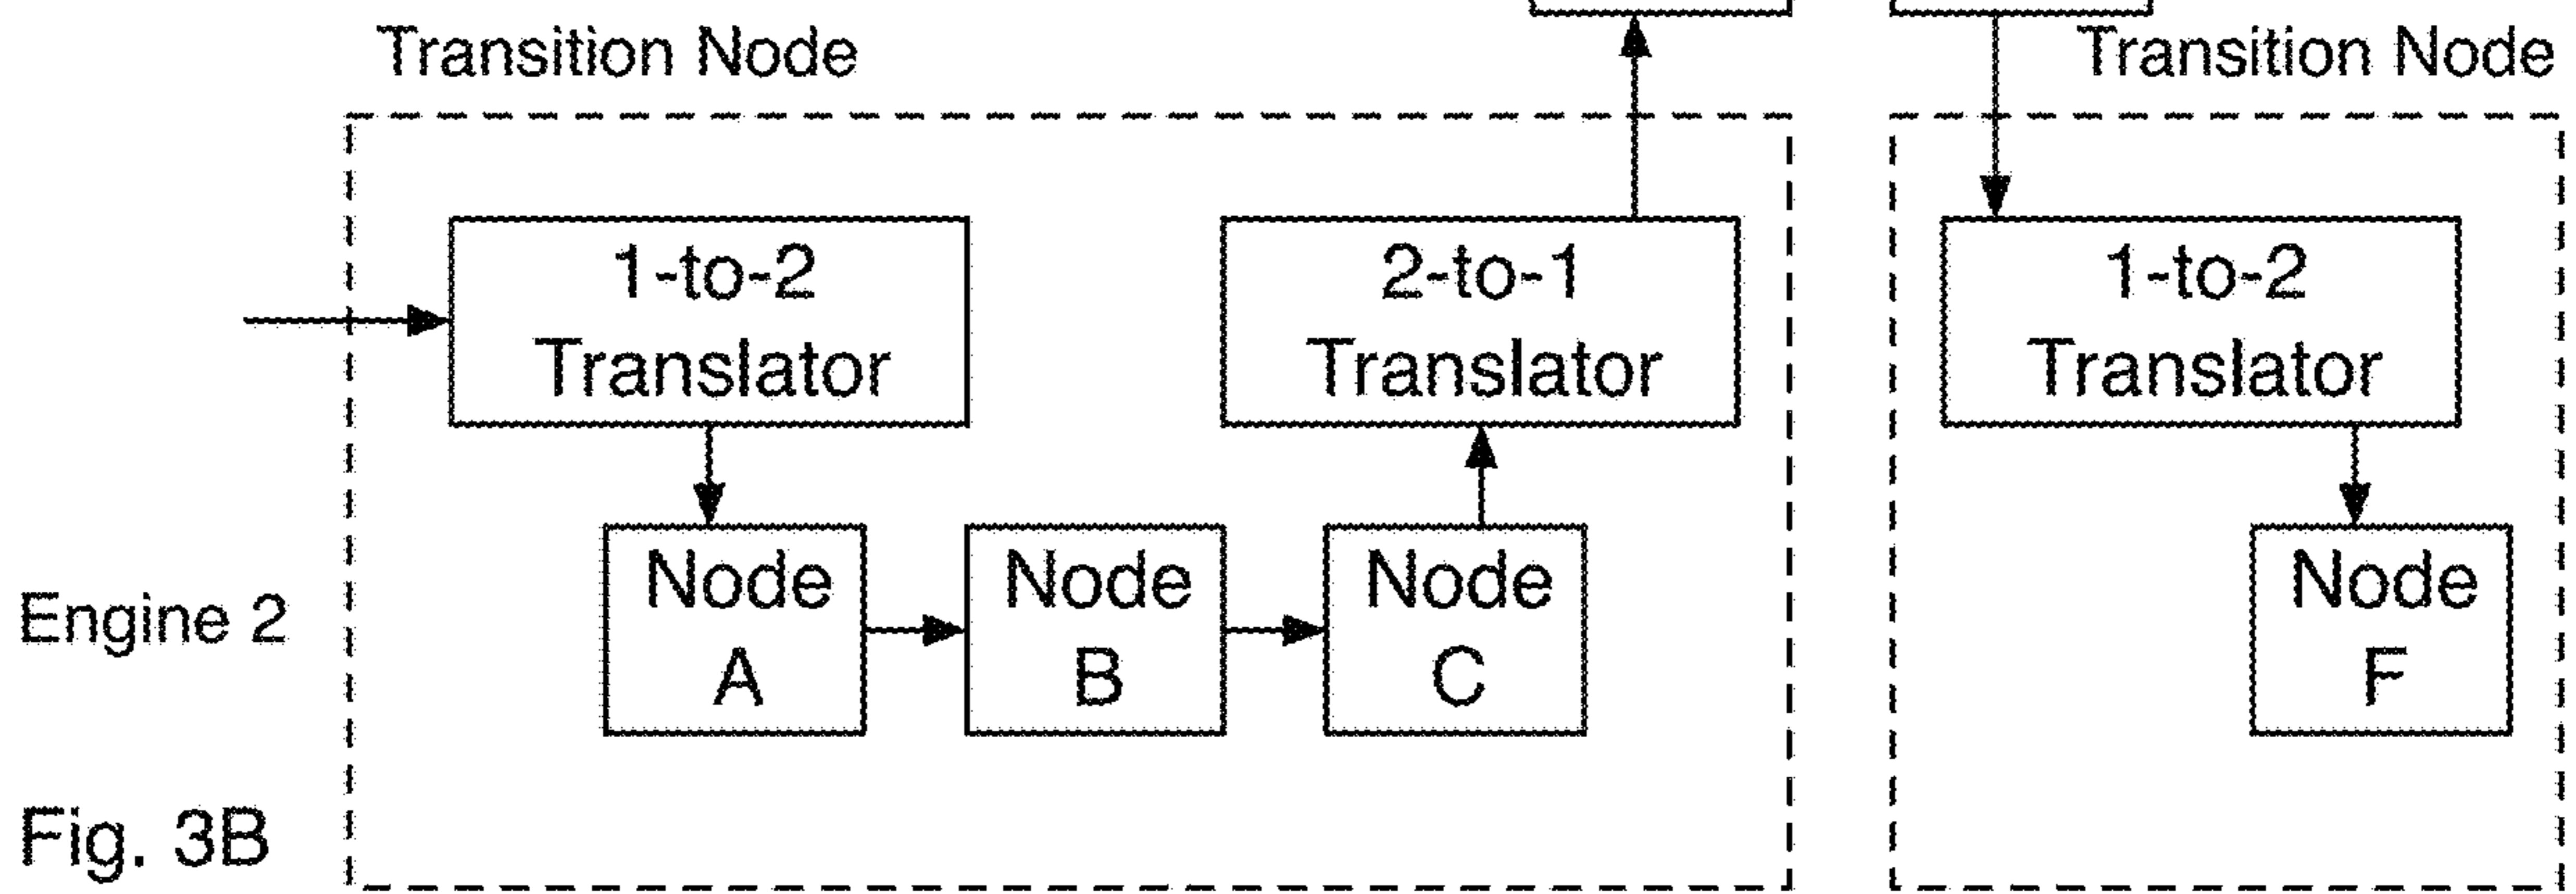 Transition Node
Transition Node
1-to-2
Translator
2-to-1
Translator
1-to-2
Translator
Node
A
Node
B
Node
C
Node
F
Engine 2
Fig. 3B